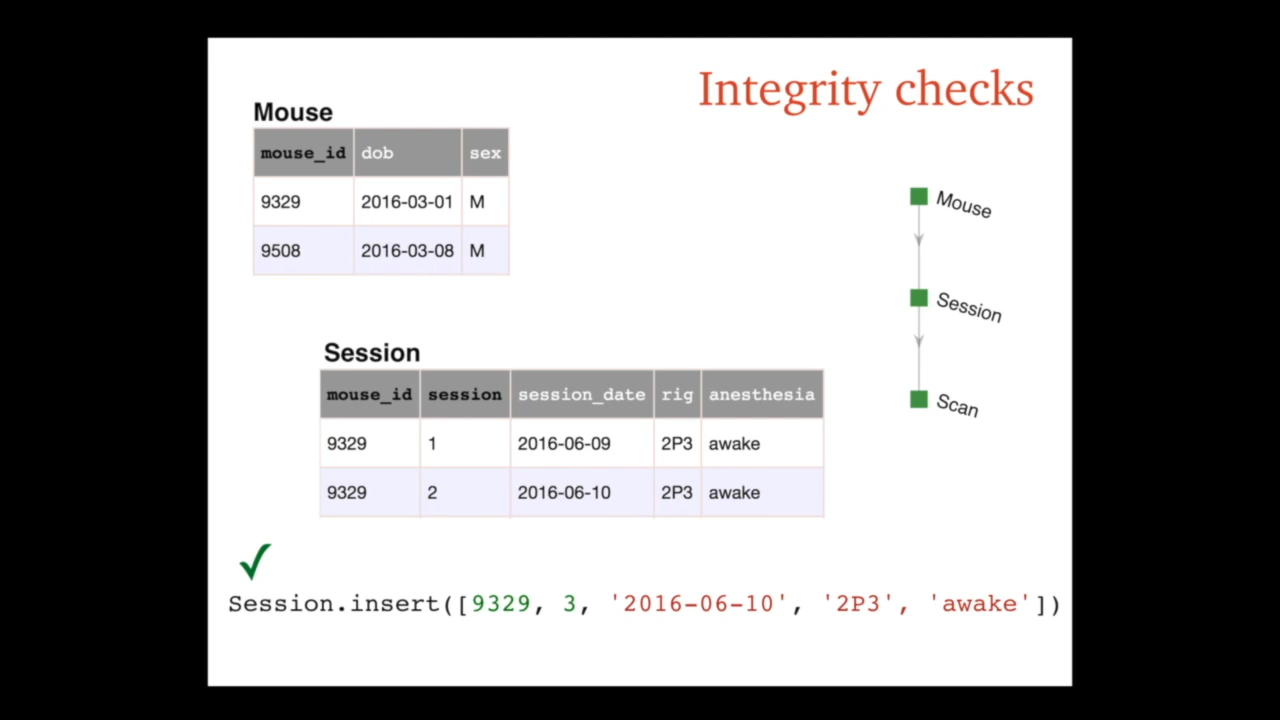 Integrity checks
Mouse
mouse_id dob sex
9329 2016-03-01 M
9508 2016-03-08 M
Mouse
Session
Scan
Session
mouse_id session session_date rig anesthesia
9329 1 2016-06-09 2P3 awake
9329 2 2016-06-10 2P3 awake
Session.insert([9329, 3, '2016-06-10', '2P3', 'awake'])